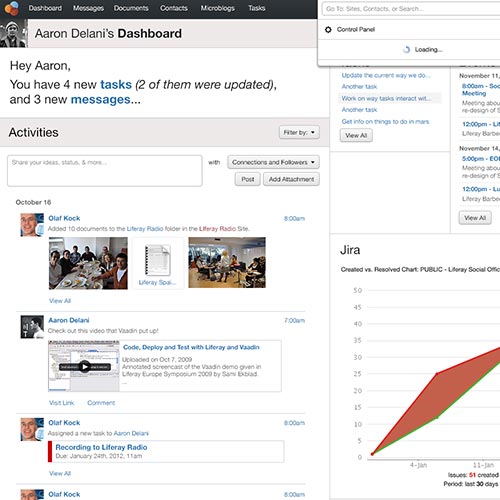 Dashboard Messages Documents Contacts Microblogs Tasks
Go To: Sites, Contacts, or Search...
Control Panel
Loading...
Aaron Delani's Dashboard
Hey Aaron,
You have 4 new tasks (2 of them were updated),
and 3 new messages...
Activities
Filter by:
Share your ideas, status, & more...
with
Connections and Followers
Post
Add Attachment
October 16
Olaf Kock
8:00am
Added 10 documents to the Liferay Radio folder in the Liferay Radio Site.
Liferay Spai...
View All
Aaron Delani
7:00am
Check out this video that Vaadin put up!
Code, Deploy and Test with Liferay and Vaadin
Uploaded on Oct 7, 2009
Annotated screencast of the Vaadin demo given in
Liferay Europe Symposium 2009 by Sami Ekblad.
Visit Link Comment
Olaf Kock
8:00am
Assigned a new task to Aaron Delani
Recording to Liferay Radio
Due: January 24th, 2012, 11am
View All
Olaf Kock
8:00am
Update the current way we do...
Another task
Work on way tasks interact wit...
Another task
Get info on things to do in mars
View All
November 11,
8:00am - Soc
Meeting
Meeting about
re-design of S
12:00pm - Lif
Liferay Barbe
November 14,
5:00pm - EO
Meeting about
re-design of S
12:00pm - Lu
Liferay Barbe
View All
Jira
Created vs. Resolved Chart: PUBLIC - Liferay Social Offic
50
45
40
35
30
25
20
15
10
5
0
4-Jan
11-Jan
Issues: 51 created
Period: last 30 days